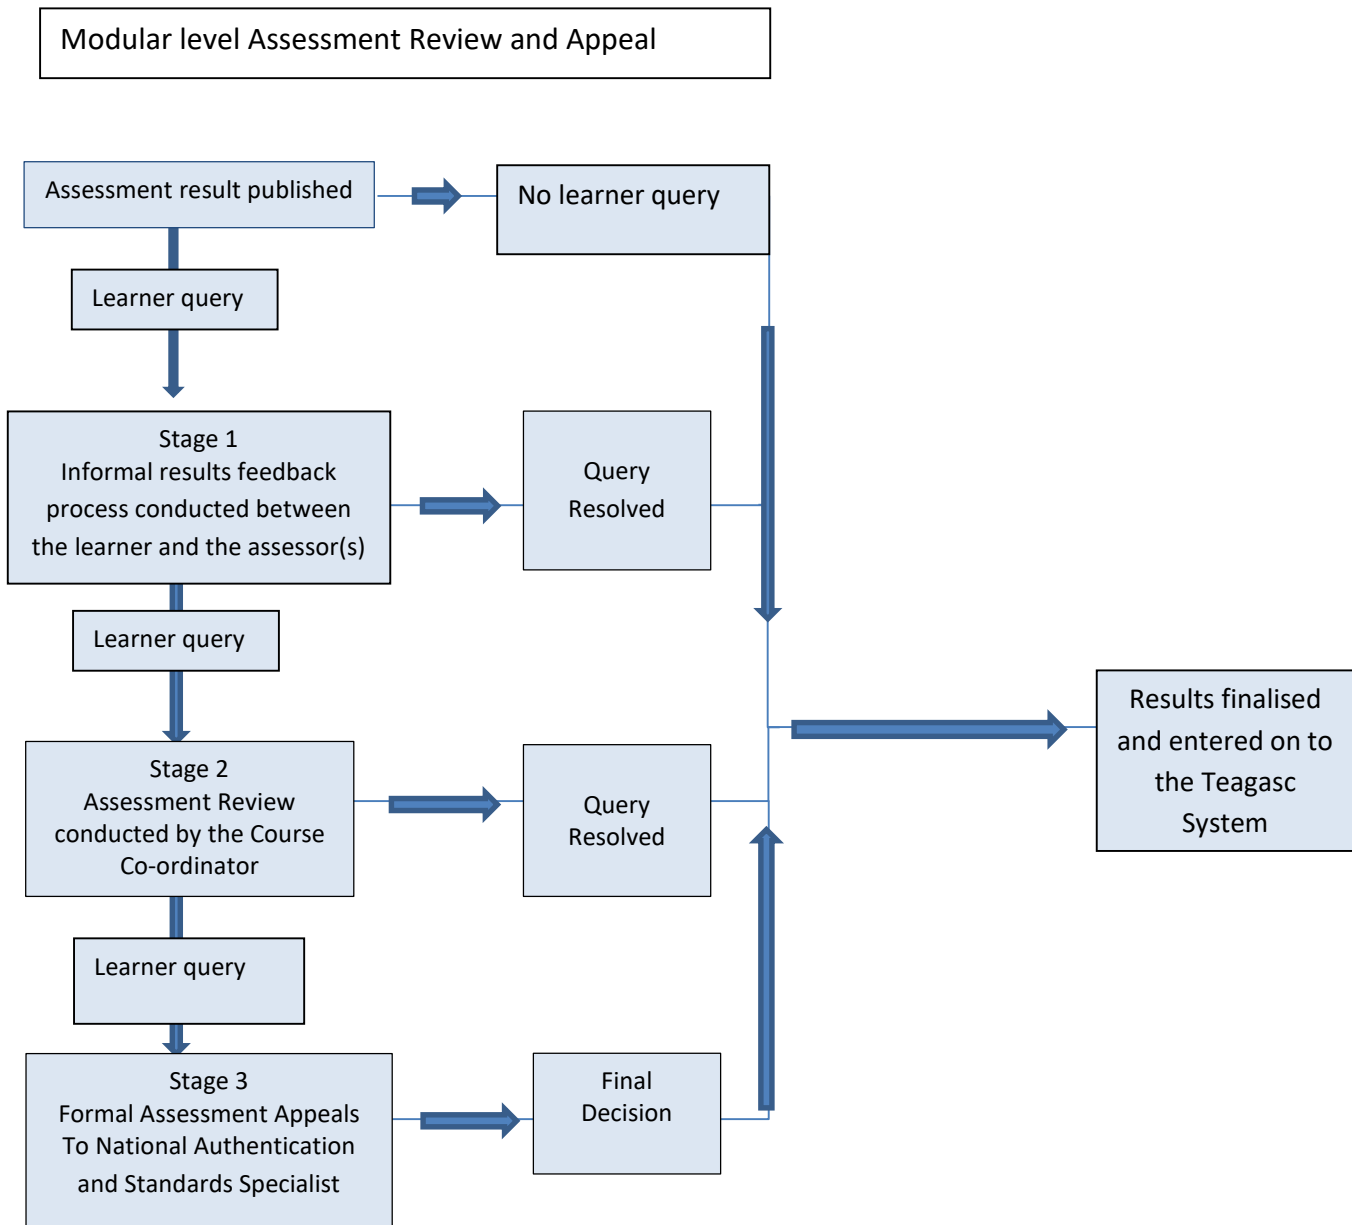 Modular level Assessment Review and Appeal
Assessment result published
No learner query
Learner query
Stage 1
Informal results feedback
process conducted between
the learner and the assessor(s)
Query
Resolved
Learner query
Results finalised
and entered on to
the Teagasc
System
Stage 2
Assessment Review
conducted by the Course
Co-ordinator
Query
Resolved
Learner query
Stage 3
Formal Assessment Appeals
To National Authentication
and Standards Specialist
Final
Decision